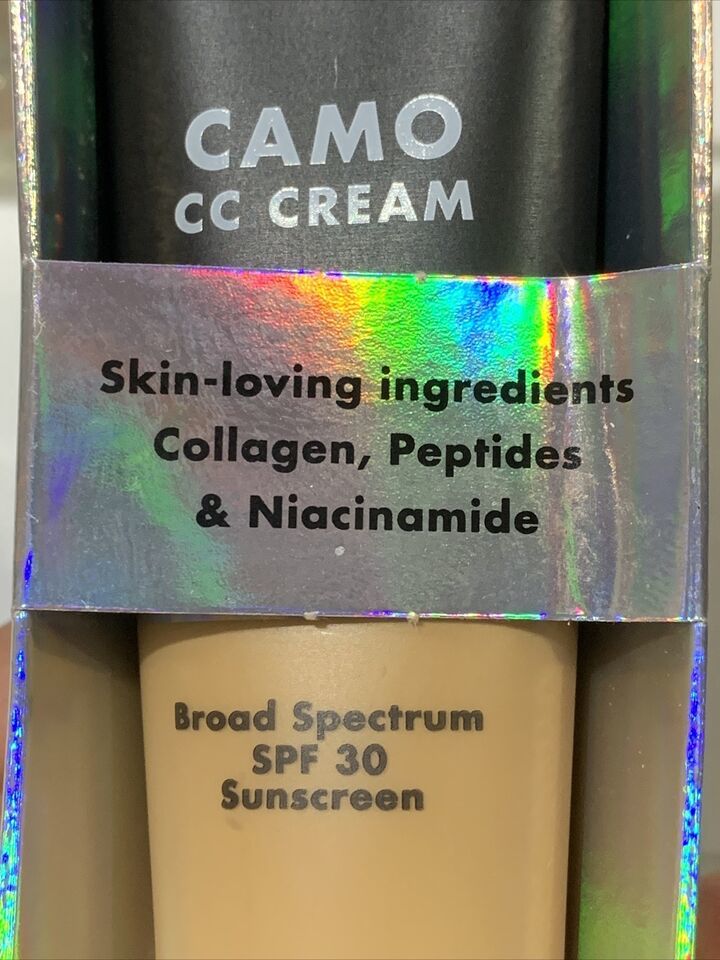 CAMO
CC CREAM
Skin-loving ingredients
Collagen, Peptides
& Niacinamide
Broad Spectrum
SPF 30
Sunscreen